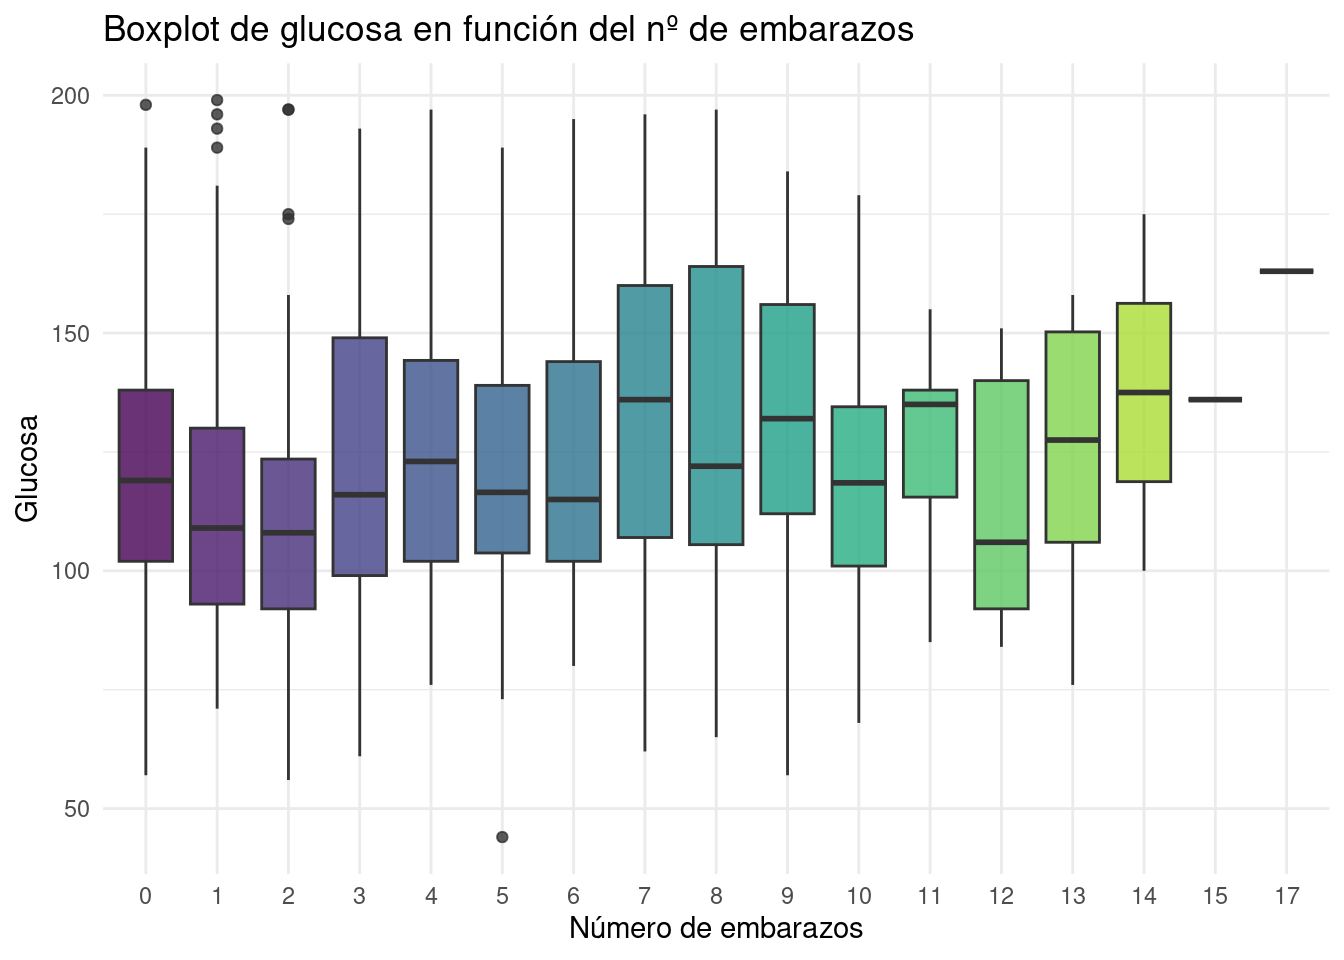 Boxplot de glucosa en función del nº de embarazos
Glucosa
200
150
100
50
0 1 2 3 4 5 6 7 8 9 10 11 12 13 14 15 17
Número de embarazos